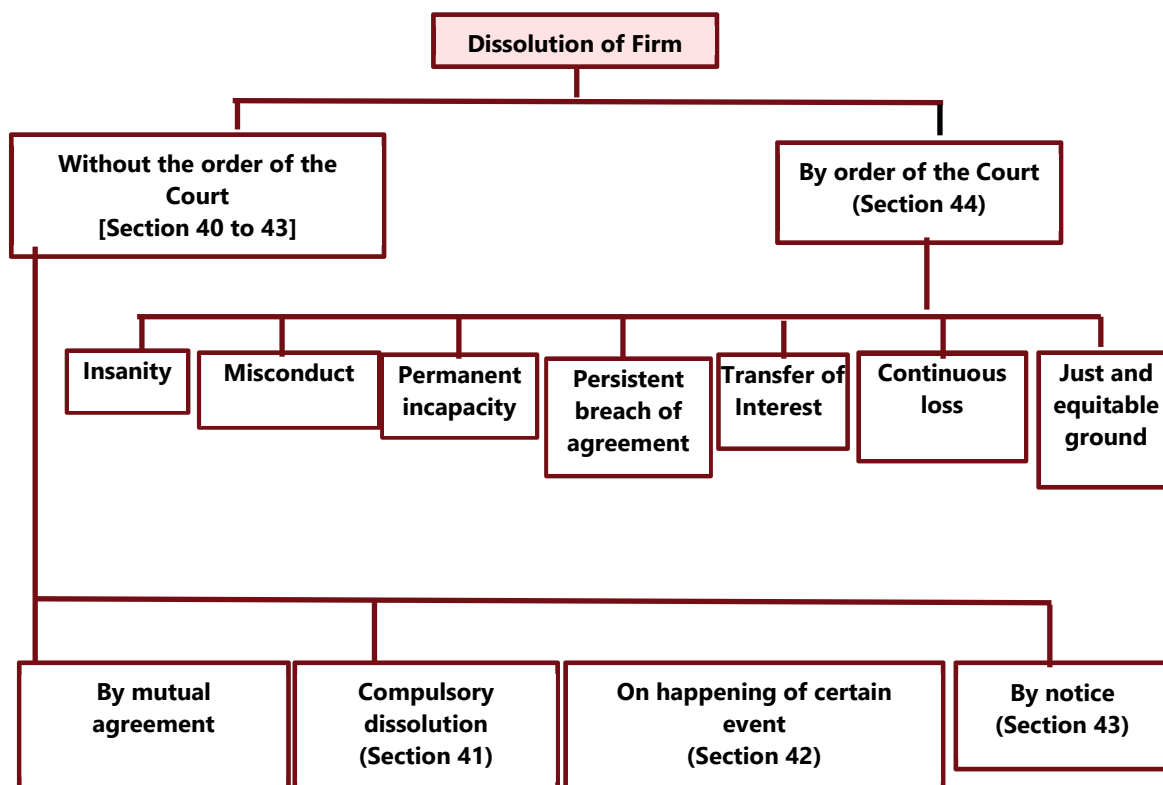 Dissolution of Firm
Without the order of the
Court
[Section 40 to 43]
By order of the Court
(Section 44)
Insanity
Misconduct
Permanent
incapacity
Persistent
breach of
agreement
Transfer of
Interest
Continuous
loss
Just and
equitable
ground
By mutual
agreement
Compulsory
dissolution
(Section 41)
On happening of certain
event
(Section 42)
By notice
(Section 43)